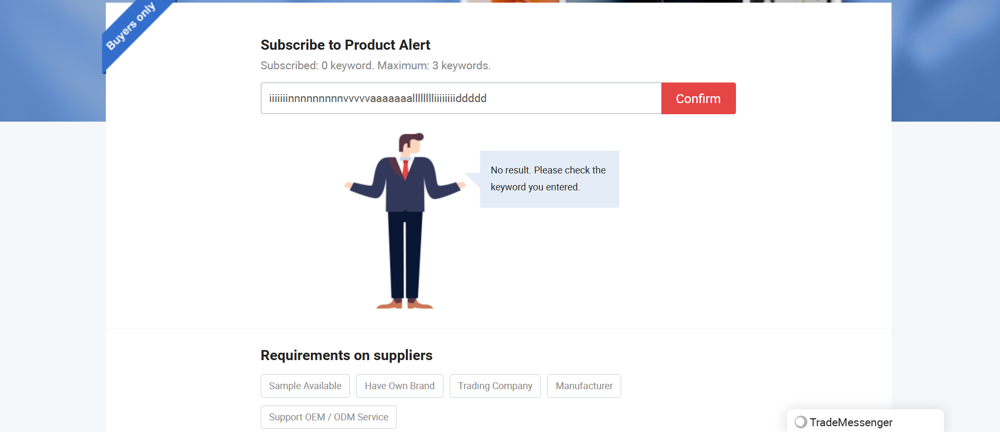 Buyers only
Subscribe to Product Alert
Subscribed: 0 keyword. Maximum: 3 keywords.
iiiiiiinnnnnnnnnnvvvvvaaaaaaalllllllliiiiiiiiddddd
Confirm
No result. Please check the
keyword you entered.
Requirements on suppliers
Sample Available
Have Own Brand
Trading Company
Manufacturer
Support OEM / ODM Service
TradeMessenger